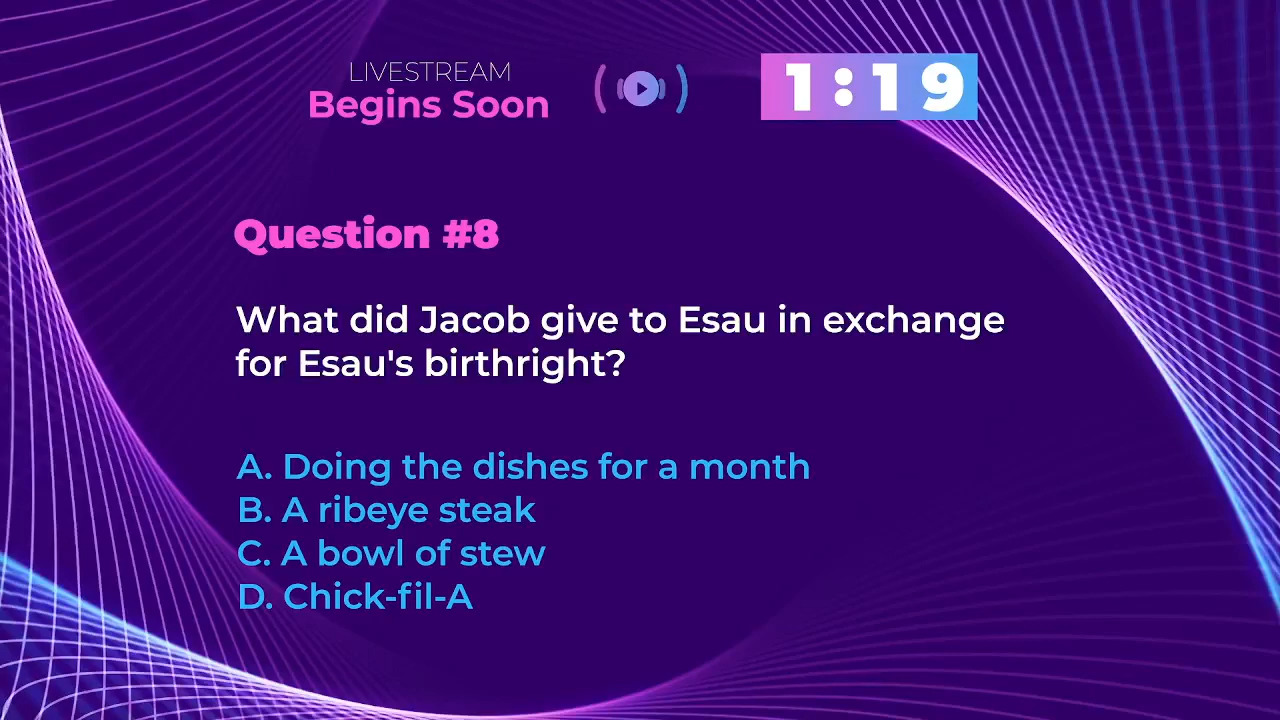 LIVESTREAM
Begins Soon
1:19
Question #8
What did Jacob give to Esau in exchange
for Esau's birthright?
A. Doing the dishes for a month
B. A ribeye steak
C. A bowl of stew
D. Chick-fil-A